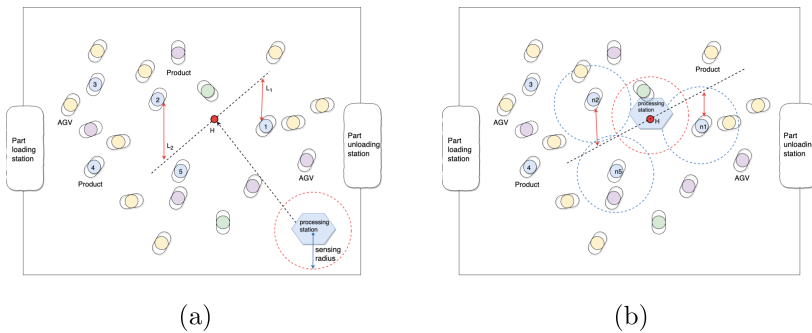 Product
3
2
L₁
AGV
1
H
Part
loading
station
Part
unloading
station
L₂
4
5
Product
AGV
processing
station
sensing
radius
(a)
Product
3
n2
processing
station
AGV
H
n1
Part
loading
station
Part
unloading
station
4
n5
Product
AGV
(b)